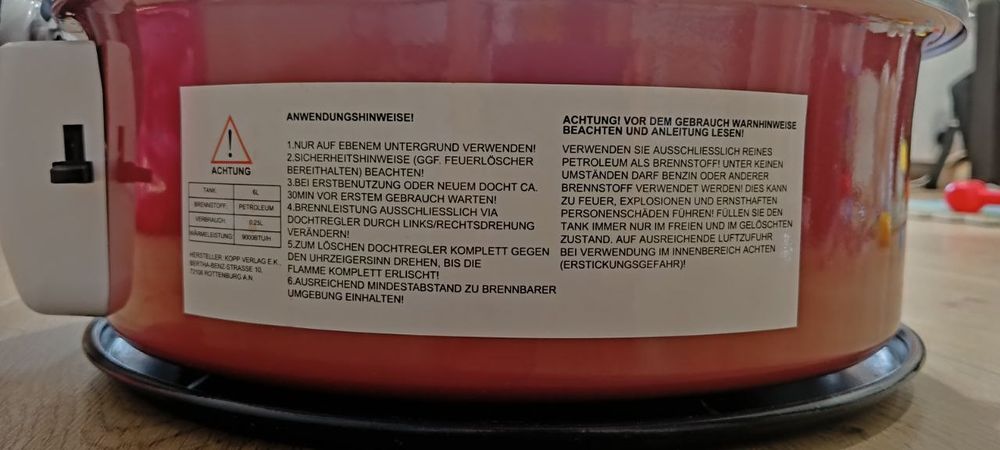 ACHTUNG
TANK: 6L
BRENNSTOFF: PETROLEUM
VERBRAUCH: 0,25L
WÄRMELEISTUNG: 9000BTU/H
HERSTELLER: KOPP VERLAG E.K.
BERTHA-BENZ-STRASSE 10,
72108 ROTTENBURG A.N.
ANWENDUNGSHINWEISE!
1.NUR AUF EBENEM UNTERGRUND VERWENDEN!
2.SICHERHEITSHINWEISE (GGF. FEUERLÖSCHER
BEREITHALTEN) BEACHTEN!
3.BEI ERSTBENUTZUNG ODER NEUEM DOCHT CA.
30MIN VOR ERSTEM GEBRAUCH WARTEN!
4.BRENNLEISTUNG AUSSCHLIESSLICH VIA
DOCHTREGLER DURCH LINKS/RECHTSDREHUNG
VERÄNDERN!
5.ZUM LÖSCHEN DOCHTREGLER KOMPLETT GEGEN
DEN UHRZEIGERSINN DREHEN, BIS DIE
FLAMME KOMPLETT ERLISCHT!
6.AUSREICHEND MINDESTABSTAND ZU BRENNBARER
UMGEBUNG EINHALTEN!
ACHTUNG! VOR DEM GEBRAUCH WARNHINWEISE
BEACHTEN UND ANLEITUNG LESEN!
VERWENDEN SIE AUSSCHLIESSLICH REINES
PETROLEUM ALS BRENNSTOFF! UNTER KEINEN
UMSTÄNDEN DARF BENZIN ODER ANDERER
BRENNSTOFF VERWENDET WERDEN! DIES KANN
ZU FEUER, EXPLOSIONEN UND ERNSTHAFTEN
PERSONENSCHÄDEN FÜHREN! FÜLLEN SIE DEN
TANK IMMER NUR IM FREIEN UND IM GELÖSCHTEN
ZUSTAND. AUF AUSREICHENDE LUFTZUFUHR
BEI VERWENDUNG IM INNENBEREICH ACHTEN
(ERSTICKUNGSGEFAHR)!